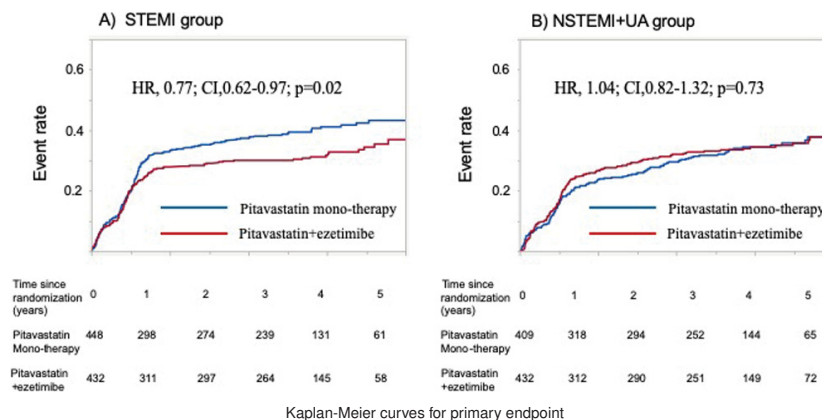 A) STEMI group
0.6
HR, 0.77; CI,0.62-0.97; p=0.02
0.4
Event rate
0.2
Pitavastatin mono-therapy
Pitavastatin+ezetimibe
Time since
randomization
(years)
0 1 2 3 4 5
Pitavastatin
Mono-therapy
448 298 274 239 131 61
Pitavastatin
+ezetimibe
432 311 297 264 145 58
B) NSTEMI+UA group
0.6
HR, 1.04; CI,0.82-1.32; p=0.73
0.4
Event rate
0.2
Pitavastatin mono-therapy
Pitavastatin+ezetimibe
Time since
randomization
(years)
0 1 2 3 4 5
Pitavastatin
Mono-therapy
409 318 294 252 144 65
Pitavastatin
+ezetimibe
432 312 290 251 149 72
Kaplan-Meier curves for primary endpoint